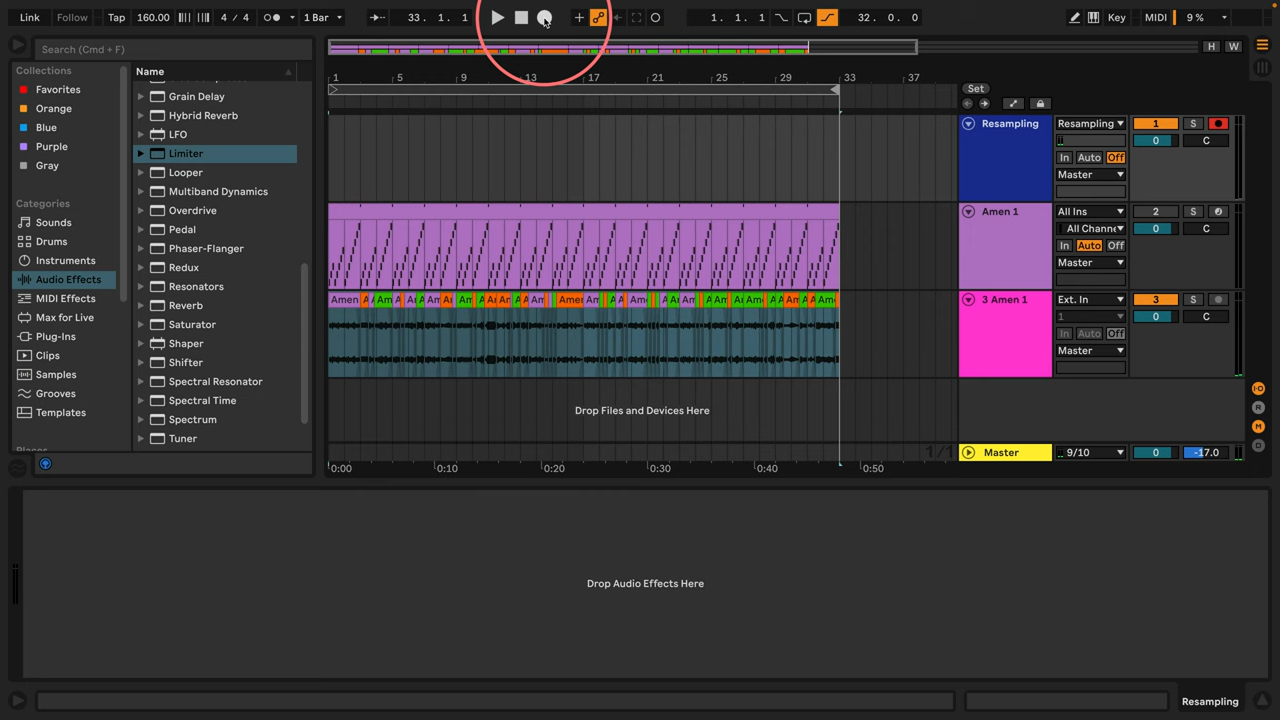 Link Follow Tap 160.00 4 / 4 1 Bar 33. 1. 1 1. 1. 1 32. 0. 0 Key MIDI 9 %
Search (Cmd + F)
H W
Collections
Favorites
Orange
Blue
Purple
Gray
Categories
Sounds
Drums
Instruments
Audio Effects
MIDI Effects
Max for Live
Plug-Ins
Clips
Samples
Grooves
Templates
Name
Grain Delay
Hybrid Reverb
LFO
Limiter
Looper
Multiband Dynamics
Overdrive
Pedal
Phaser-Flanger
Redux
Resonators
Reverb
Saturator
Shaper
Shifter
Spectral Resonator
Spectral Time
Spectrum
Tuner
1 5 9 13 17 21 25 29 33 37
Set
Resampling Resampling 1 S
0 C
In Auto Off
Master
Amen 1 All Ins 2 S
All Channe 0 C
In Auto Off
Master
3 Amen 1 Ext. In 3 S
1 0 C
In Auto Off
Master
Drop Files and Devices Here
1/1 Master 9/10 0 -17.0
0:00 0:10 0:20 0:30 0:40 0:50
I·O
R
M
D
Drop Audio Effects Here
Resampling